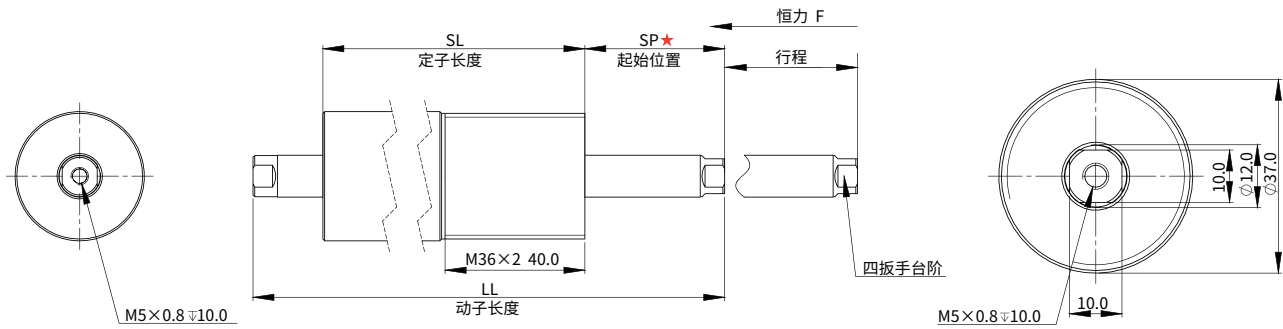 恒力 F
SL
定子长度
SP★
起始位置
行程
M36×2 40.0
LL
动子长度
四扳手台阶
M5×0.8↧10.0
10.0
∅12.0
∅37.0
10.0
M5×0.8↧10.0